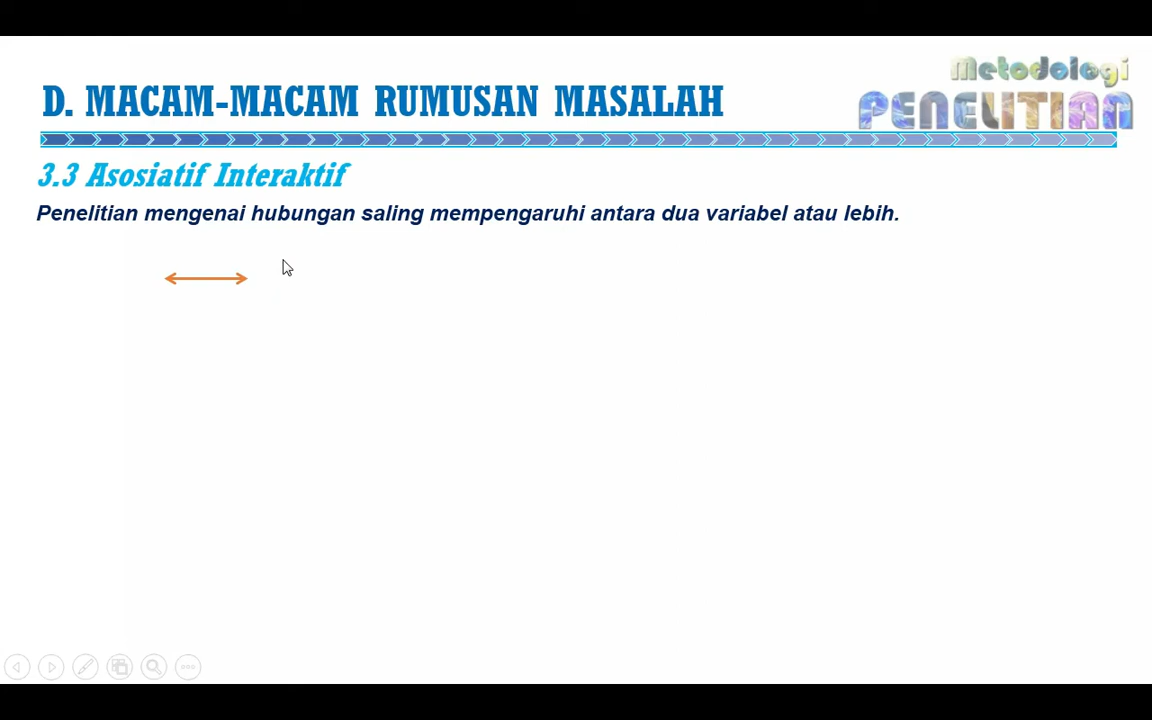 Metodologi
PENELITIAN
D. MACAM-MACAM RUMUSAN MASALAH
3.3 Asosiatif Interaktif
Penelitian mengenai hubungan saling mempengaruhi antara dua variabel atau lebih.